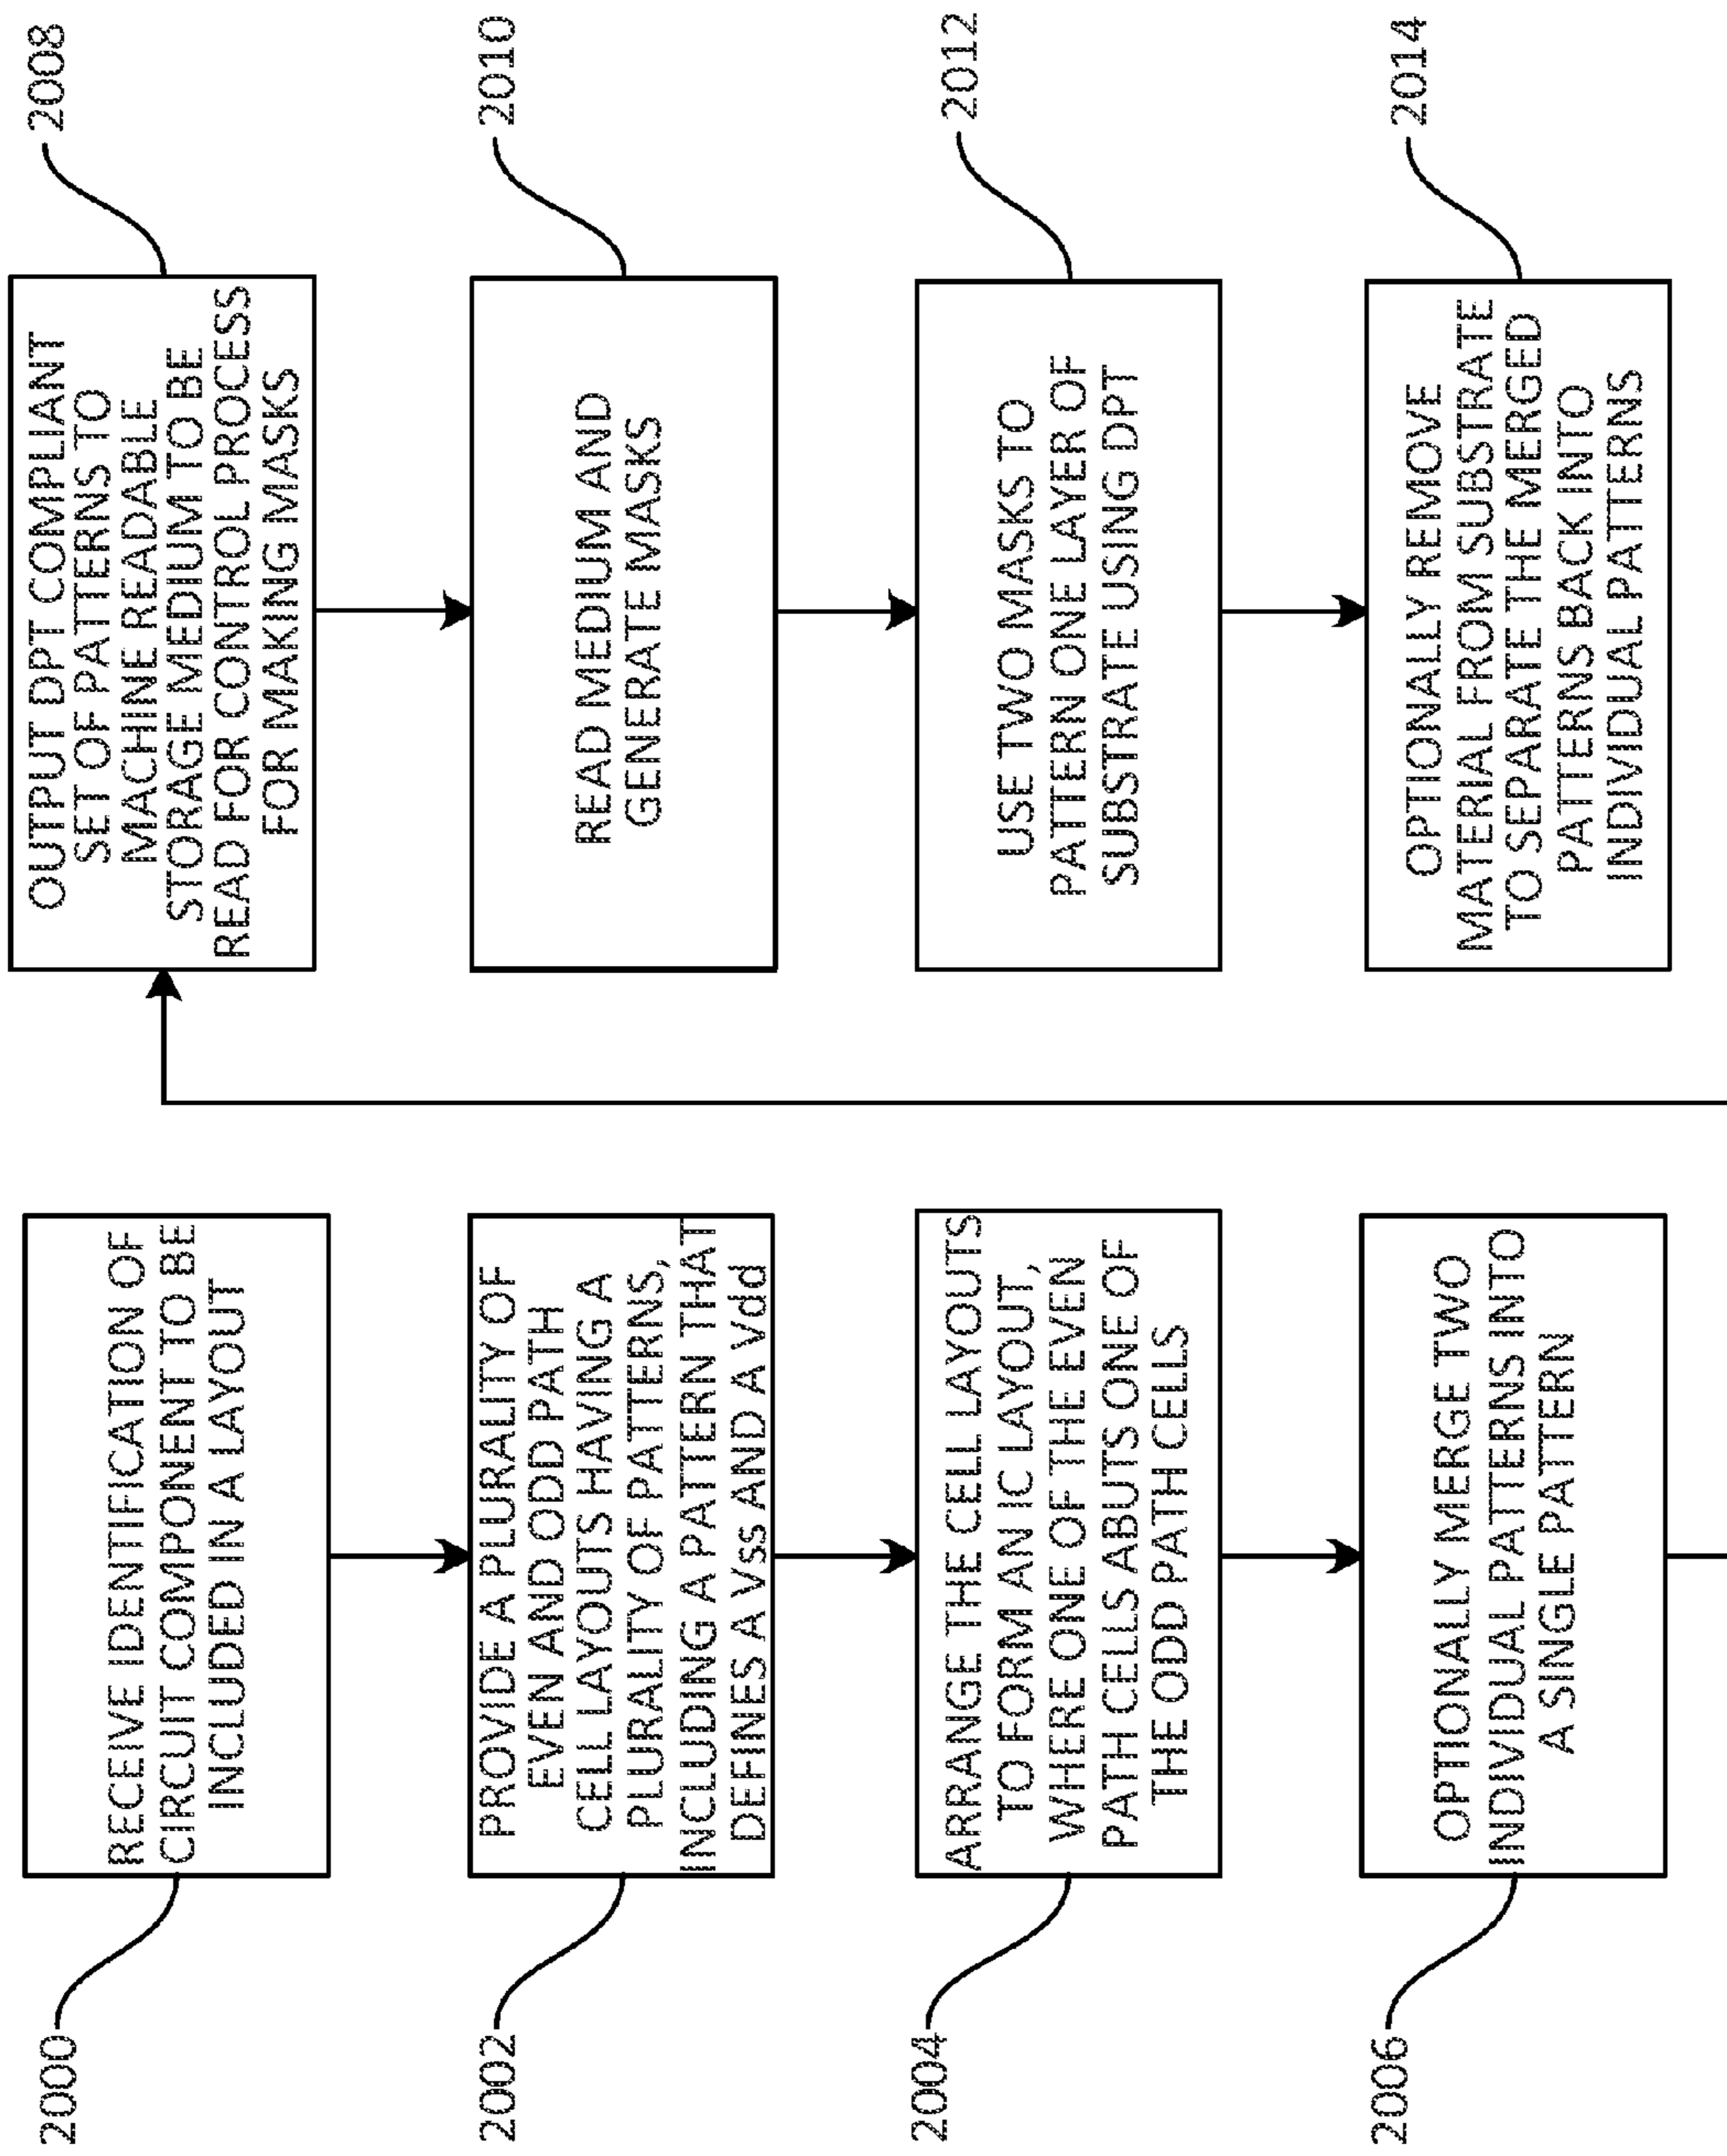 2000
RECEIVE IDENTIFICATION OF
CIRCUIT COMPONENT TO BE
INCLUDED IN A LAYOUT
2002
PROVIDE A PLURALITY OF
EVEN AND ODD PATH
CELL LAYOUTS HAVING A
PLURALITY OF PATTERNS,
INCLUDING A PATTERN THAT
DEFINES A Vss AND A Vdd
2004
ARRANGE THE CELL LAYOUTS
TO FORM AN IC LAYOUT,
WHERE ONE OF THE EVEN
PATH CELLS ABUTS ONE OF
THE ODD PATH CELLS
2006
OPTIONALLY MERGE TWO
INDIVIDUAL PATTERNS INTO
A SINGLE PATTERN
2008
OUTPUT DPT COMPLIANT
SET OF PATTERNS TO
MACHINE READABLE
STORAGE MEDIUM TO BE
READ FOR CONTROL PROCESS
FOR MAKING MASKS
2010
READ MEDIUM AND
GENERATE MASKS
2012
USE TWO MASKS TO
PATTERN ONE LAYER OF
SUBSTRATE USING DPT
2014
OPTIONALLY REMOVE
MATERIAL FROM SUBSTRATE
TO SEPARATE THE MERGED
PATTERNS BACK INTO
INDIVIDUAL PATTERNS